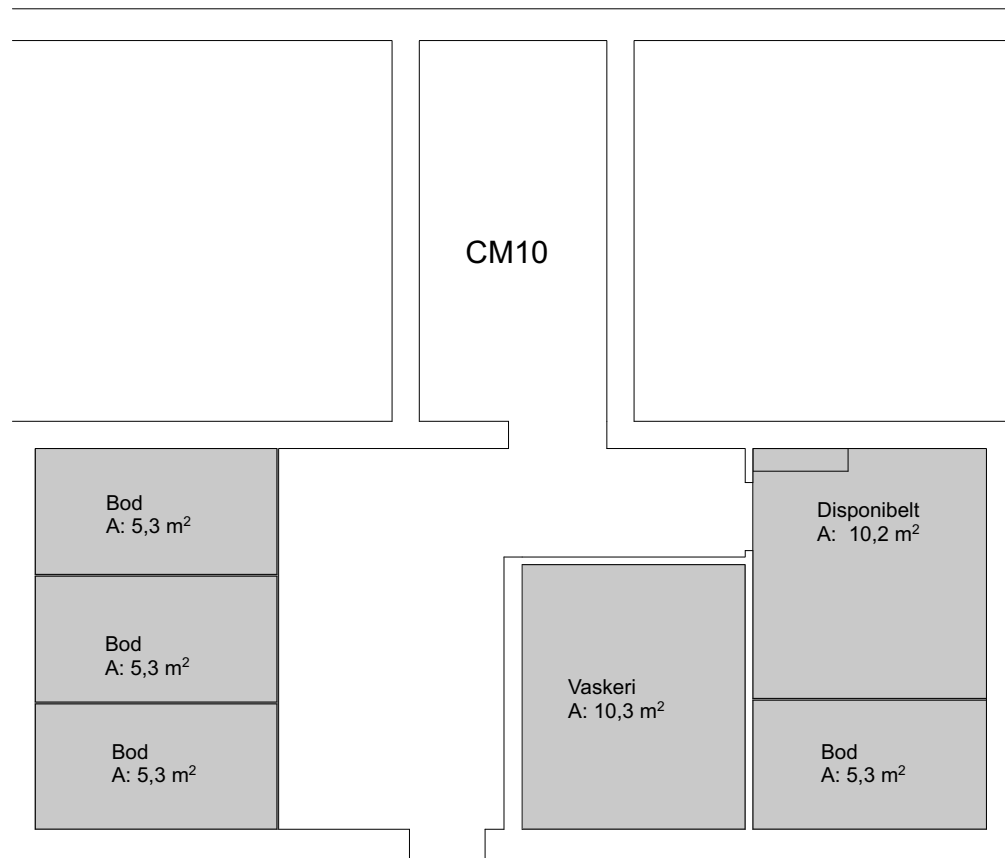 CM10
Bod
A: 5,3 m²
Disponibelt
A: 10,2 m²
Bod
A: 5,3 m²
Vaskeri
A: 10,3 m²
Bod
A: 5,3 m²
Bod
A: 5,3 m²